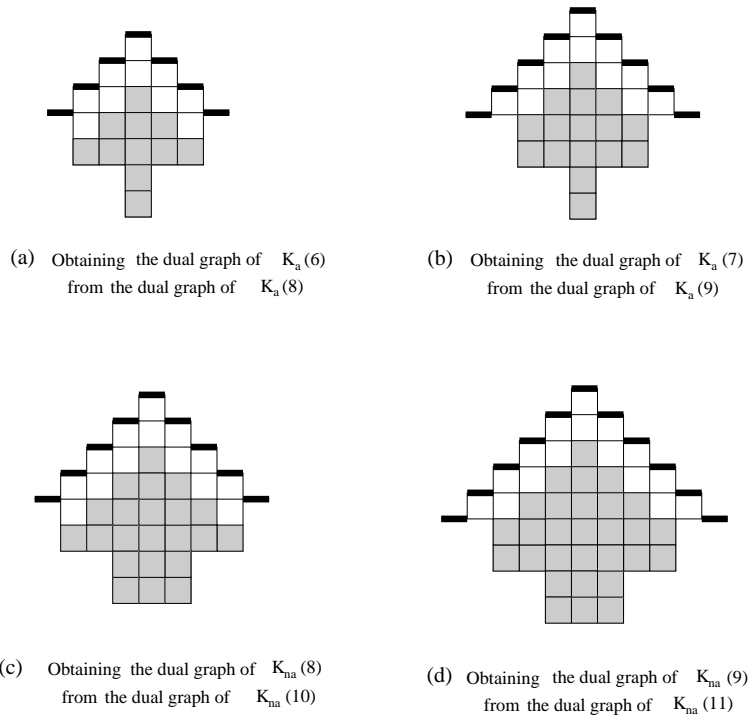 (a) Obtaining the dual graph of K_a (6)
from the dual graph of K_a (8)
(b) Obtaining the dual graph of K_a (7)
from the dual graph of K_a (9)
(c) Obtaining the dual graph of K_na (8)
from the dual graph of K_na (10)
(d) Obtaining the dual graph of K_na (9)
from the dual graph of K_na (11)